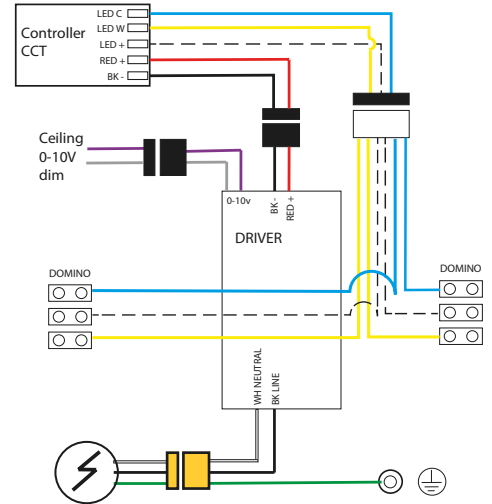 LED C
LED W
LED +
RED +
BK -
Controller
CCT
Ceiling
0-10V
dim
0-10v
BK -
RED +
DRIVER
DOMINO
DOMINO
WH NEUTRAL
BK LINE